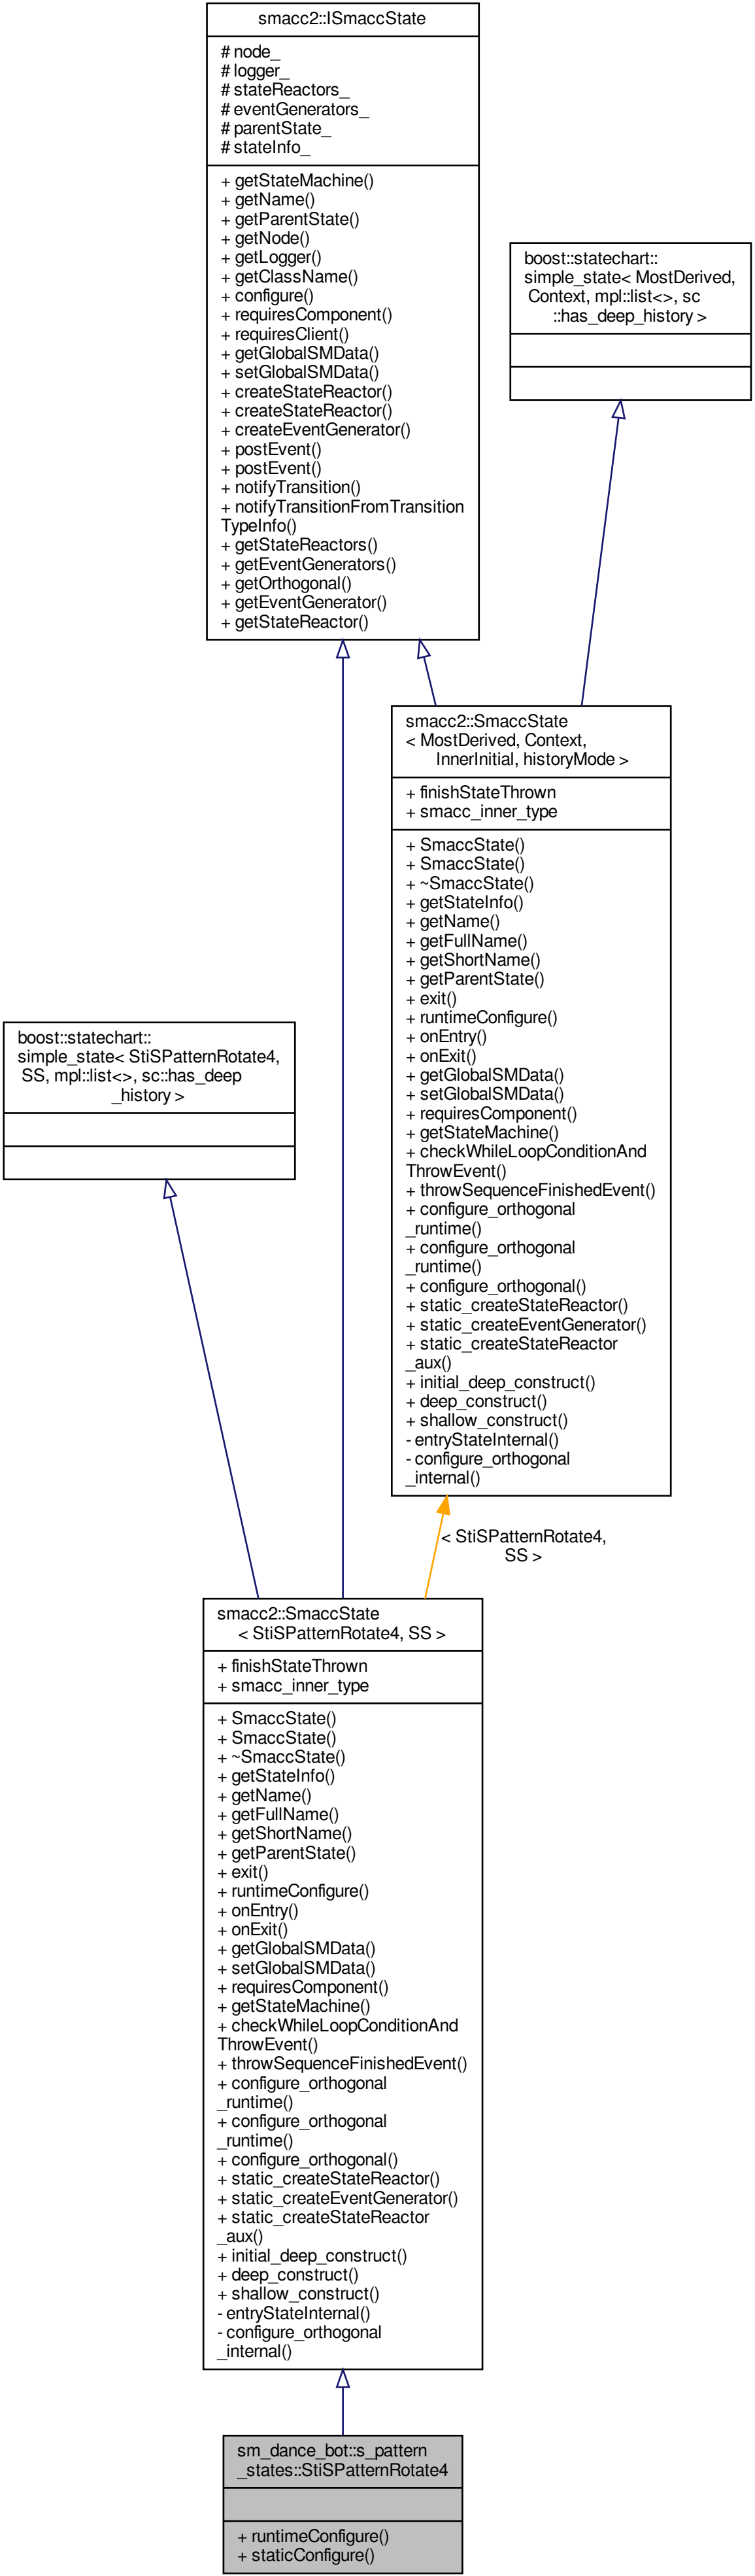 smacc2::ISmaccState
# node_
# logger_
# stateReactors_
# eventGenerators_
# parentState_
# stateInfo_
+ getStateMachine()
+ getName()
+ getParentState()
+ getNode()
+ getLogger()
+ getClassName()
+ configure()
+ requiresComponent()
+ requiresClient()
+ getGlobalSMData()
+ setGlobalSMData()
+ createStateReactor()
+ createStateReactor()
+ createEventGenerator()
+ postEvent()
+ postEvent()
+ notifyTransition()
+ notifyTransitionFromTransition
TypeInfo()
+ getStateReactors()
+ getEventGenerators()
+ getOrthogonal()
+ getEventGenerator()
+ getStateReactor()
boost::statechart::
simple_state< MostDerived,
Context, mpl::list<>, sc
::has_deep_history >
smacc2::SmaccState
< MostDerived, Context,
InnerInitial, historyMode >
+ finishStateThrown
+ smacc_inner_type
+ SmaccState()
+ SmaccState()
+ ~SmaccState()
+ getStateInfo()
+ getName()
+ getFullName()
+ getShortName()
+ getParentState()
+ exit()
+ runtimeConfigure()
+ onEntry()
+ onExit()
+ getGlobalSMData()
+ setGlobalSMData()
+ requiresComponent()
+ getStateMachine()
+ checkWhileLoopConditionAnd
ThrowEvent()
+ throwSequenceFinishedEvent()
+ configure_orthogonal
_runtime()
+ configure_orthogonal
_runtime()
+ configure_orthogonal()
+ static_createStateReactor()
+ static_createEventGenerator()
+ static_createStateReactor
_aux()
+ initial_deep_construct()
+ deep_construct()
+ shallow_construct()
- entryStateInternal()
- configure_orthogonal
_internal()
boost::statechart::
simple_state< StiSPatternRotate4,
SS, mpl::list<>, sc::has_deep
_history >
< StiSPatternRotate4,
SS >
smacc2::SmaccState
< StiSPatternRotate4, SS >
+ finishStateThrown
+ smacc_inner_type
+ SmaccState()
+ SmaccState()
+ ~SmaccState()
+ getStateInfo()
+ getName()
+ getFullName()
+ getShortName()
+ getParentState()
+ exit()
+ runtimeConfigure()
+ onEntry()
+ onExit()
+ getGlobalSMData()
+ setGlobalSMData()
+ requiresComponent()
+ getStateMachine()
+ checkWhileLoopConditionAnd
ThrowEvent()
+ throwSequenceFinishedEvent()
+ configure_orthogonal
_runtime()
+ configure_orthogonal
_runtime()
+ configure_orthogonal()
+ static_createStateReactor()
+ static_createEventGenerator()
+ static_createStateReactor
_aux()
+ initial_deep_construct()
+ deep_construct()
+ shallow_construct()
- entryStateInternal()
- configure_orthogonal
_internal()
sm_dance_bot::s_pattern
_states::StiSPatternRotate4
+ runtimeConfigure()
+ staticConfigure()